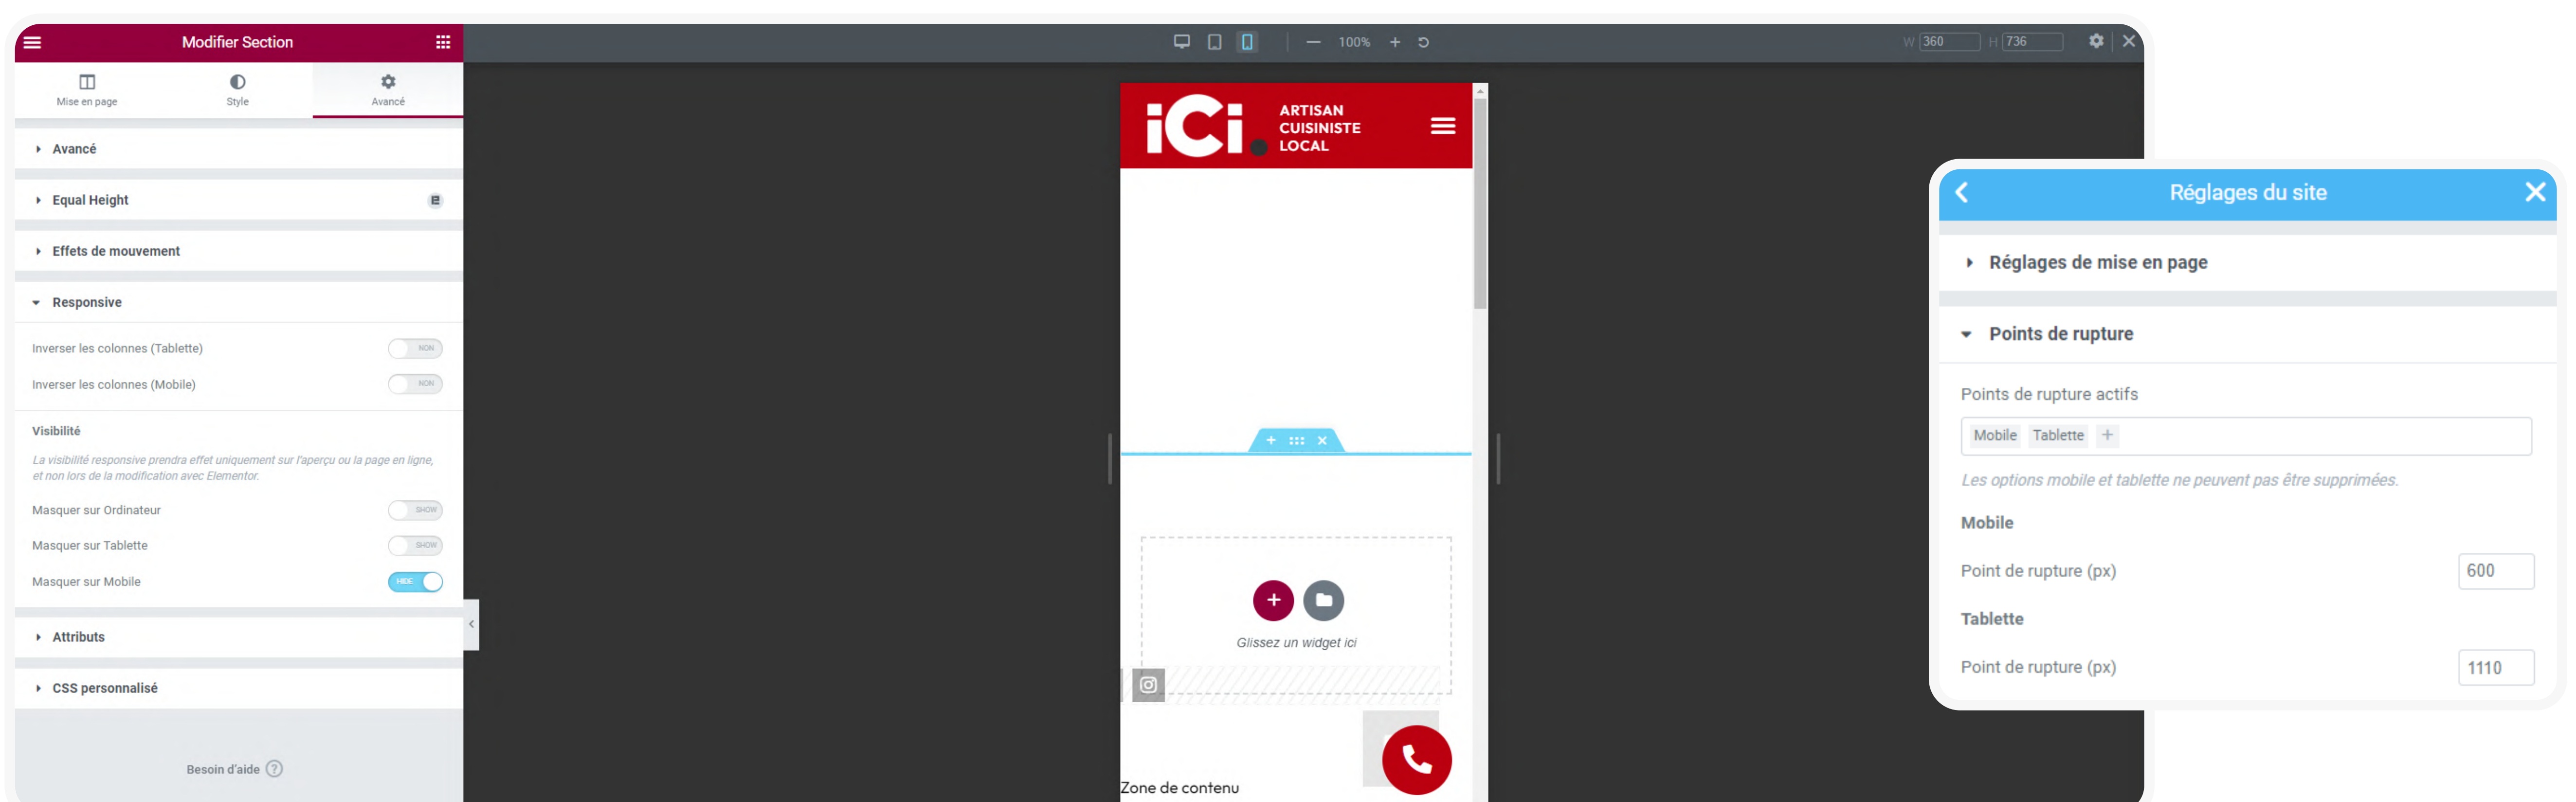 Modifier Section
100%
W 360 H 736
Mise en page
Style
Avancé
Avancé
Equal Height
Effets de mouvement
Responsive
Inverser les colonnes (Tablette) NON
Inverser les colonnes (Mobile) NON
Visibilité
La visibilité responsive prendra effet uniquement sur l'aperçu ou la page en ligne,
et non lors de la modification avec Elementor.
Masquer sur Ordinateur SHOW
Masquer sur Tablette SHOW
Masquer sur Mobile HIDE
Attributs
CSS personnalisé
Besoin d'aide ?
iCi.
ARTISAN
CUISINISTE
LOCAL
Glissez un widget ici
Zone de contenu
Réglages du site
Réglages de mise en page
Points de rupture
Points de rupture actifs
Mobile Tablette +
Les options mobile et tablette ne peuvent pas être supprimées.
Mobile
Point de rupture (px) 600
Tablette
Point de rupture (px) 1110